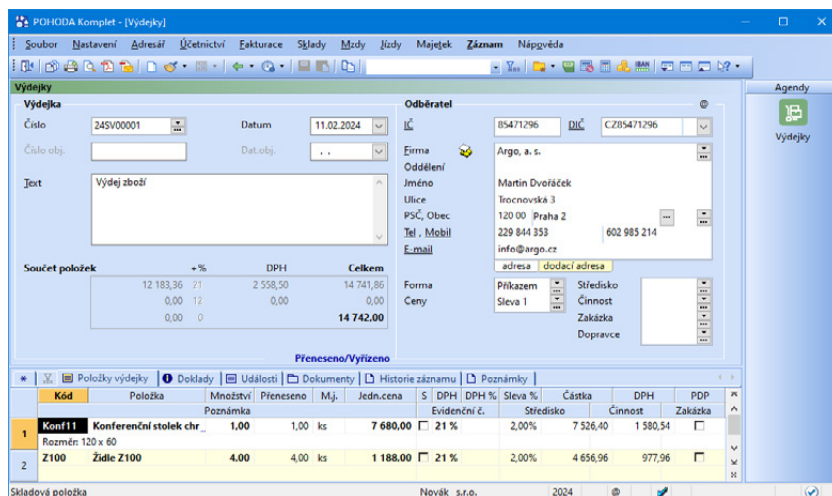 POHODA Komplet - [Výdejky]
Soubor Nastavení Adresář Účetnictví Fakturace Sklady Mzdy Jízdy Majetek Záznam Nápověda
IBAN
Výdejky
Agendy
Výdejky
Výdejka
Číslo 24SV00001 Datum 11.02.2024
Číslo obj. Dat.obj. . .
Text Výdej zboží
Součet položek +% DPH Celkem
12 183,36 21 2 558,50 14 741,86
0,00 12 0,00 0,00
0,00 0 0,00
14 742,00
Přeneseno/Vyřízeno
Odběratel @
IČ 85471296 DIČ CZ85471296
Firma Argo, a. s.
Oddělení
Jméno Martin Dvořáček
Ulice Trocnovská 3
PSČ, Obec 120 00 Praha 2
Tel , Mobil 229 844 353 602 985 214
E-mail info@argo.cz
adresa dodací adresa
Forma Příkazem Středisko
Ceny Sleva 1 Činnost
Zakázka
Dopravce
* Položky výdejky Doklady Události Dokumenty Historie záznamu Poznámky
Kód Položka Množství Přeneseno M.j. Jedn.cena S DPH DPH % Sleva % Částka DPH PDP
Poznámka Evidenční č. Středisko Činnost Zakázka
1 Konf11 Konferenční stolek chr 1,00 1,00 ks 7 680,00 21 % 2,00% 7 526,40 1 580,54
Rozměr: 120 x 60
2 Z100 Židle Z100 4,00 4,00 ks 1 188,00 21 % 2,00% 4 656,96 977,96
Skladová položka Novák s.r.o. 2024 @